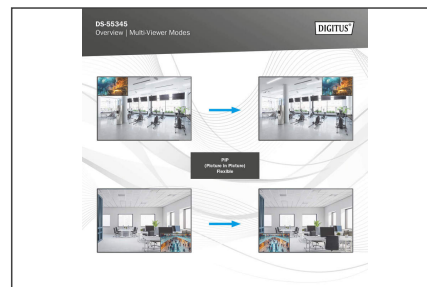 DS-55345
Overview | Multi-Viewer Modes
DIGITUS®
PIP
(Picture in Picture)
Flexible